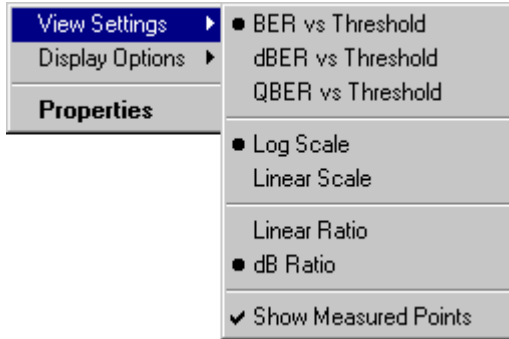 View Settings
Display Options
Properties
BER vs Threshold
dBER vs Threshold
QBER vs Threshold
Log Scale
Linear Scale
Linear Ratio
dB Ratio
Show Measured Points